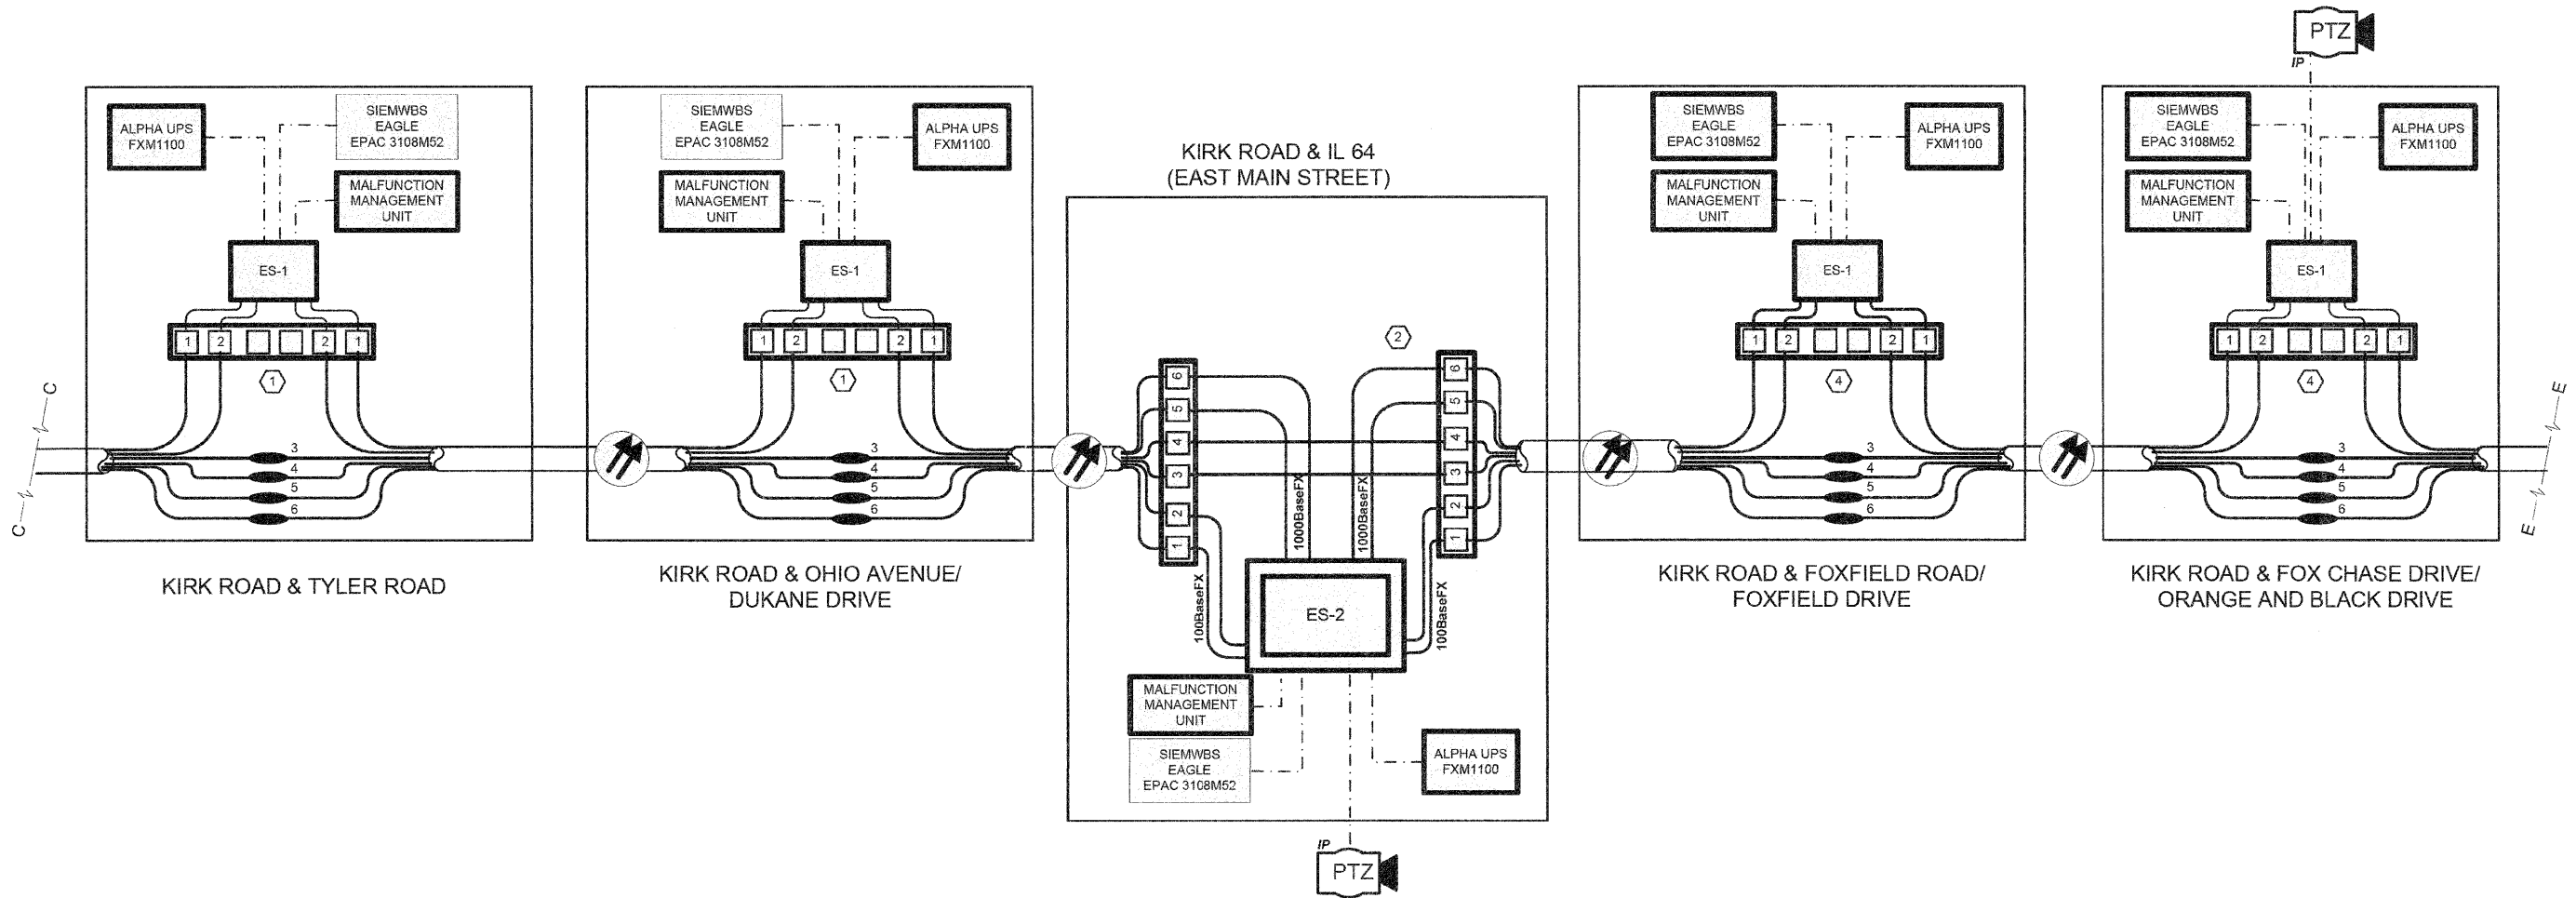 PTZ
IP
ALPHA UPS
FXM1100
SIEMWBS
EAGLE
EPAC 3108M52
MALFUNCTION
MANAGEMENT
UNIT
ES-1
1 2 2 1
1
3
4
5
6
C
C
KIRK ROAD & TYLER ROAD
SIEMWBS
EAGLE
EPAC 3108M52
ALPHA UPS
FXM1100
MALFUNCTION
MANAGEMENT
UNIT
ES-1
1 2 2 1
1
3
4
5
6
KIRK ROAD & OHIO AVENUE/
DUKANE DRIVE
KIRK ROAD & IL 64
(EAST MAIN STREET)
2
6
5
4
3
2
1
6
5
4
3
2
1
1000BaseFX
1000BaseFX
100BaseFX
100BaseFX
ES-2
MALFUNCTION
MANAGEMENT
UNIT
SIEMWBS
EAGLE
EPAC 3108M52
ALPHA UPS
FXM1100
IP
PTZ
SIEMWBS
EAGLE
EPAC 3108M52
ALPHA UPS
FXM1100
MALFUNCTION
MANAGEMENT
UNIT
ES-1
1 2 2 1
4
3
4
5
6
KIRK ROAD & FOXFIELD ROAD/
FOXFIELD DRIVE
SIEMWBS
EAGLE
EPAC 3108M52
ALPHA UPS
FXM1100
MALFUNCTION
MANAGEMENT
UNIT
ES-1
1 2 2 1
4
3
4
5
6
E
E
KIRK ROAD & FOX CHASE DRIVE/
ORANGE AND BLACK DRIVE